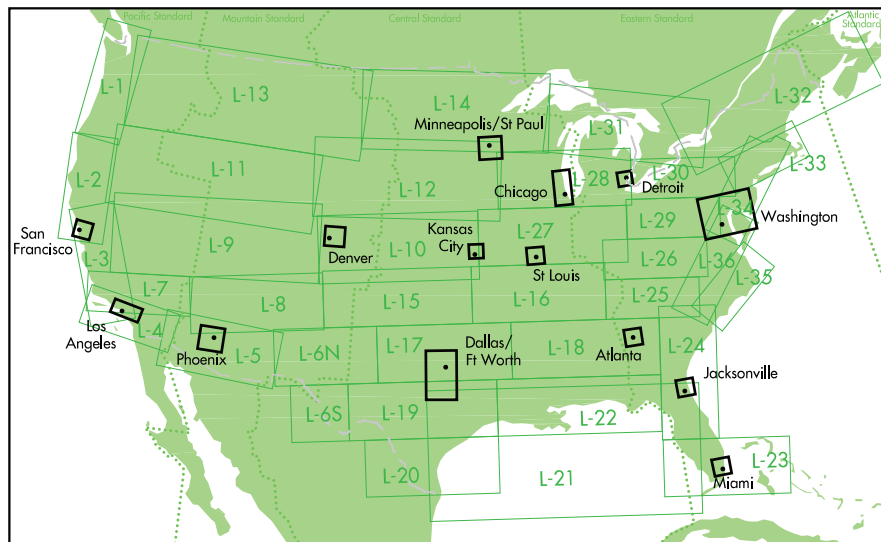 Pacific Standard
Mountain Standard
Central Standard
Eastern Standard
Atlantic
Standard
L-1
L-13
L-14
L-32
Minneapolis/St Paul
L-31
L-33
L-2
L-11
L-12
Chicago
L-28
L-30
Detroit
L-34
Washington
San
Francisco
L-3
L-9
Denver
L-10
Kansas
City
L-27
St Louis
L-29
L-26
L-36
L-35
L-7
L-8
L-15
L-16
L-25
Los
Angeles
L-4
Phoenix
L-5
L-6N
L-17
Dallas/
Ft Worth
L-18
Atlanta
L-24
Jacksonville
L-6S
L-19
L-22
L-20
L-21
L-23
Miami